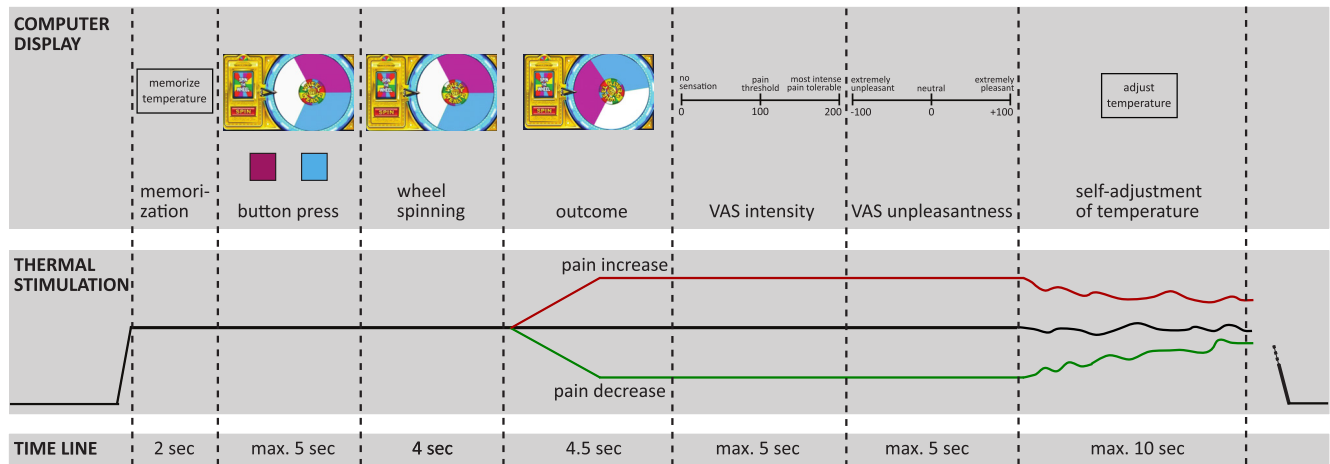 COMPUTER
DISPLAY
memorize
temperature
SPIN
SPIN
SPIN
no
sensation
pain
threshold
most intense
pain tolerable
0
100
200
extremely
unpleasant
neutral
extremely
pleasant
-100
0
+100
adjust
temperature
memori-
zation
button press
wheel
spinning
outcome
VAS intensity
VAS unpleasantness
self-adjustment
of temperature
THERMAL
STIMULATION
pain increase
pain decrease
TIME LINE
2 sec
max. 5 sec
4 sec
4.5 sec
max. 5 sec
max. 5 sec
max. 10 sec